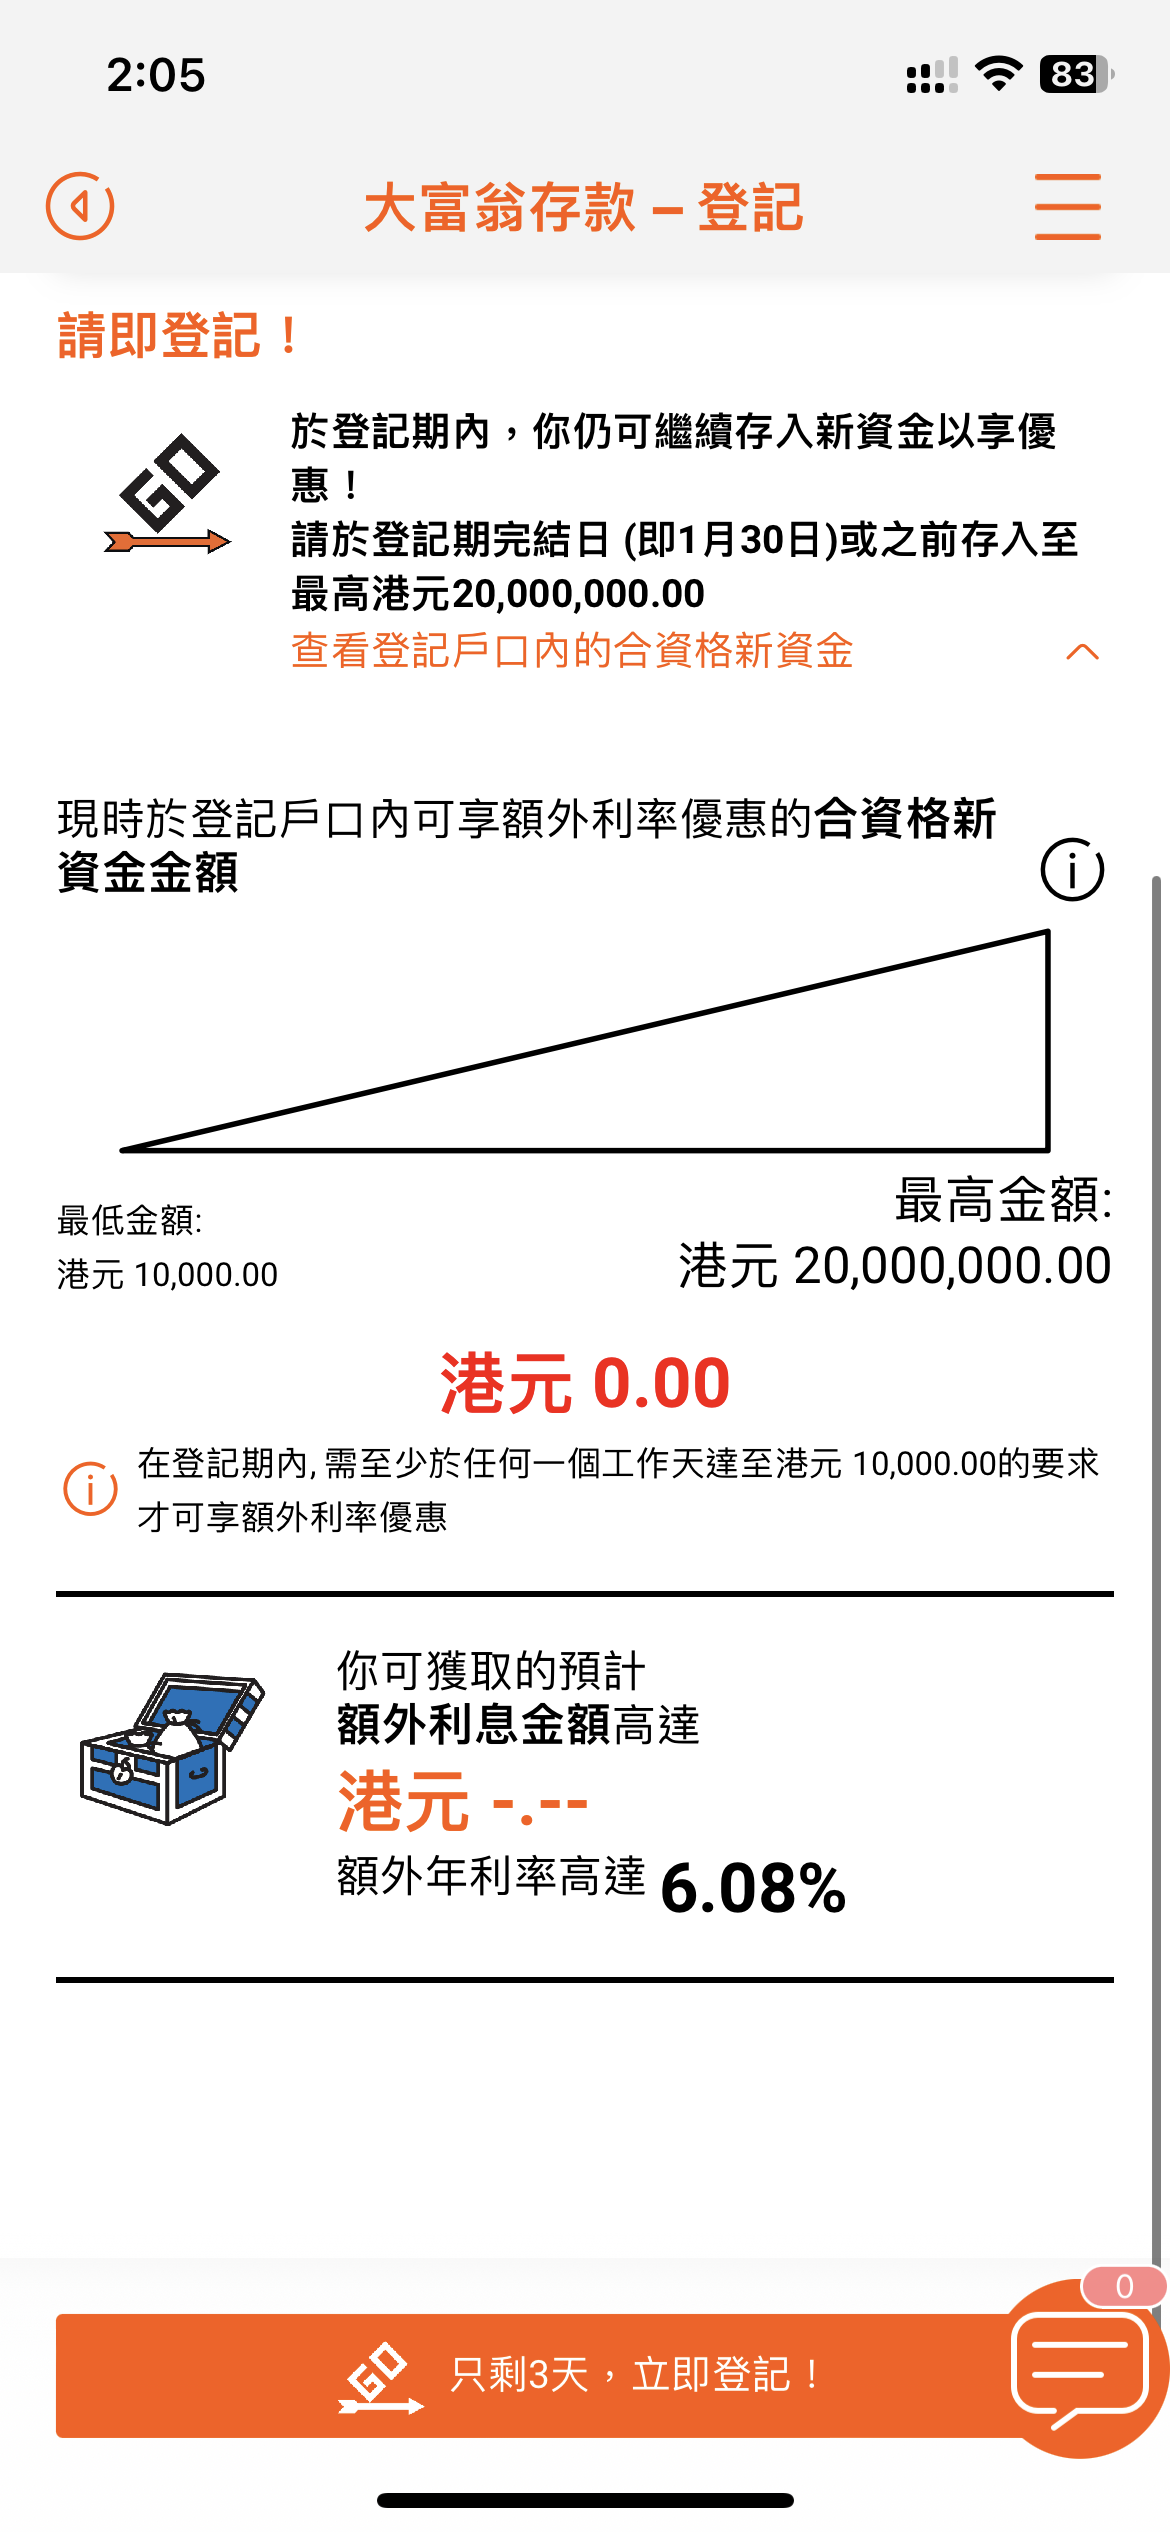 2:05
83
大富翁存款 – 登記
請即登記！
GO
於登記期內，你仍可繼續存入新資金以享優
惠！
請於登記期完結日 (即1月30日)或之前存入至
最高港元20,000,000.00
查看登記戶口內的合資格新資金
現時於登記戶口內可享額外利率優惠的合資格新
資金金額
最低金額:
港元 10,000.00
最高金額:
港元 20,000,000.00
港元 0.00
在登記期內, 需至少於任何一個工作天達至港元 10,000.00的要求
才可享額外利率優惠
你可獲取的預計
額外利息金額高達
港元 -.--
額外年利率高達 6.08%
0
GO
只剩3天，立即登記！